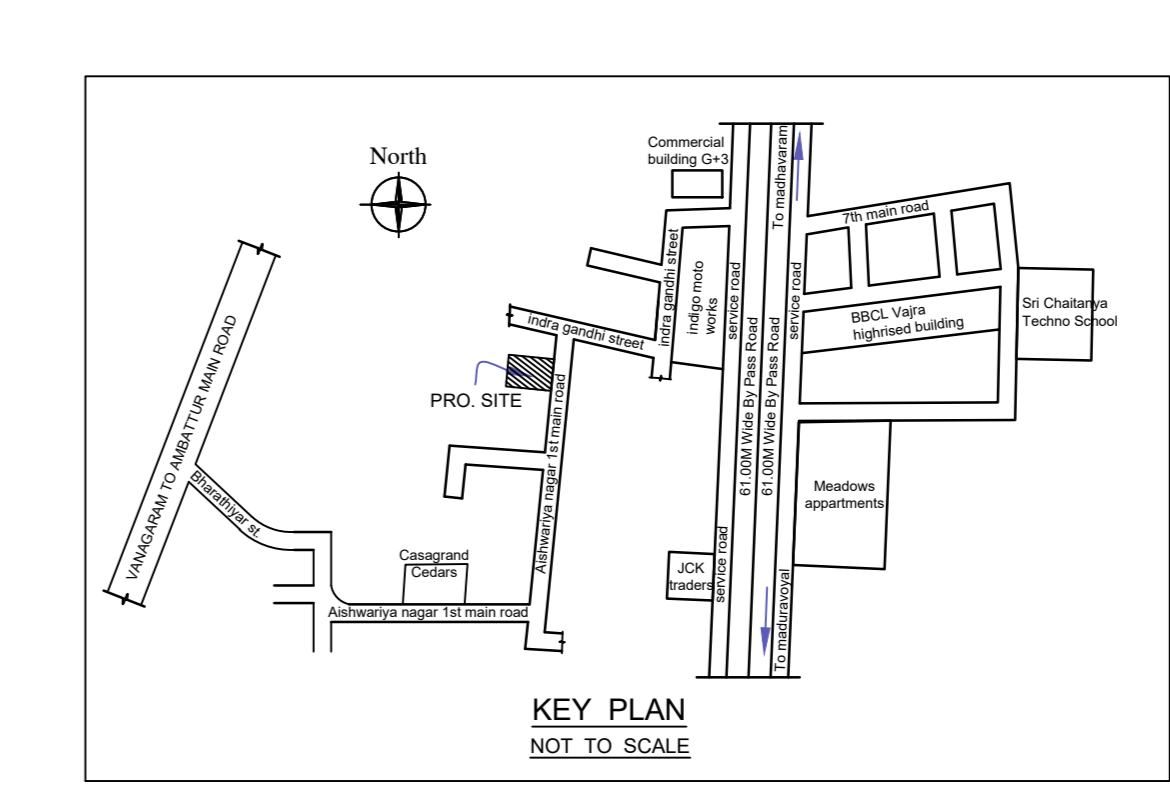 Commercial
building G+3
North
To madhavaram
7th main road
indra gandhi street
indigo moto
works
service road
service road
BBCL Vajra
highrised building
Sri Chaitanya
Techno School
indra gandhi street
VANAGARAM TO AMBATTUR MAIN ROAD
PRO. SITE
61.00M Wide By Pass Road
61.00M Wide By Pass Road
Aishwariya nagar 1st main road
Bharathiyar st.
Meadows
appartments
Casagrand
Cedars
JCK
traders
service road
To maduravoyal
Aishwariya nagar 1st main road
KEY PLAN
NOT TO SCALE